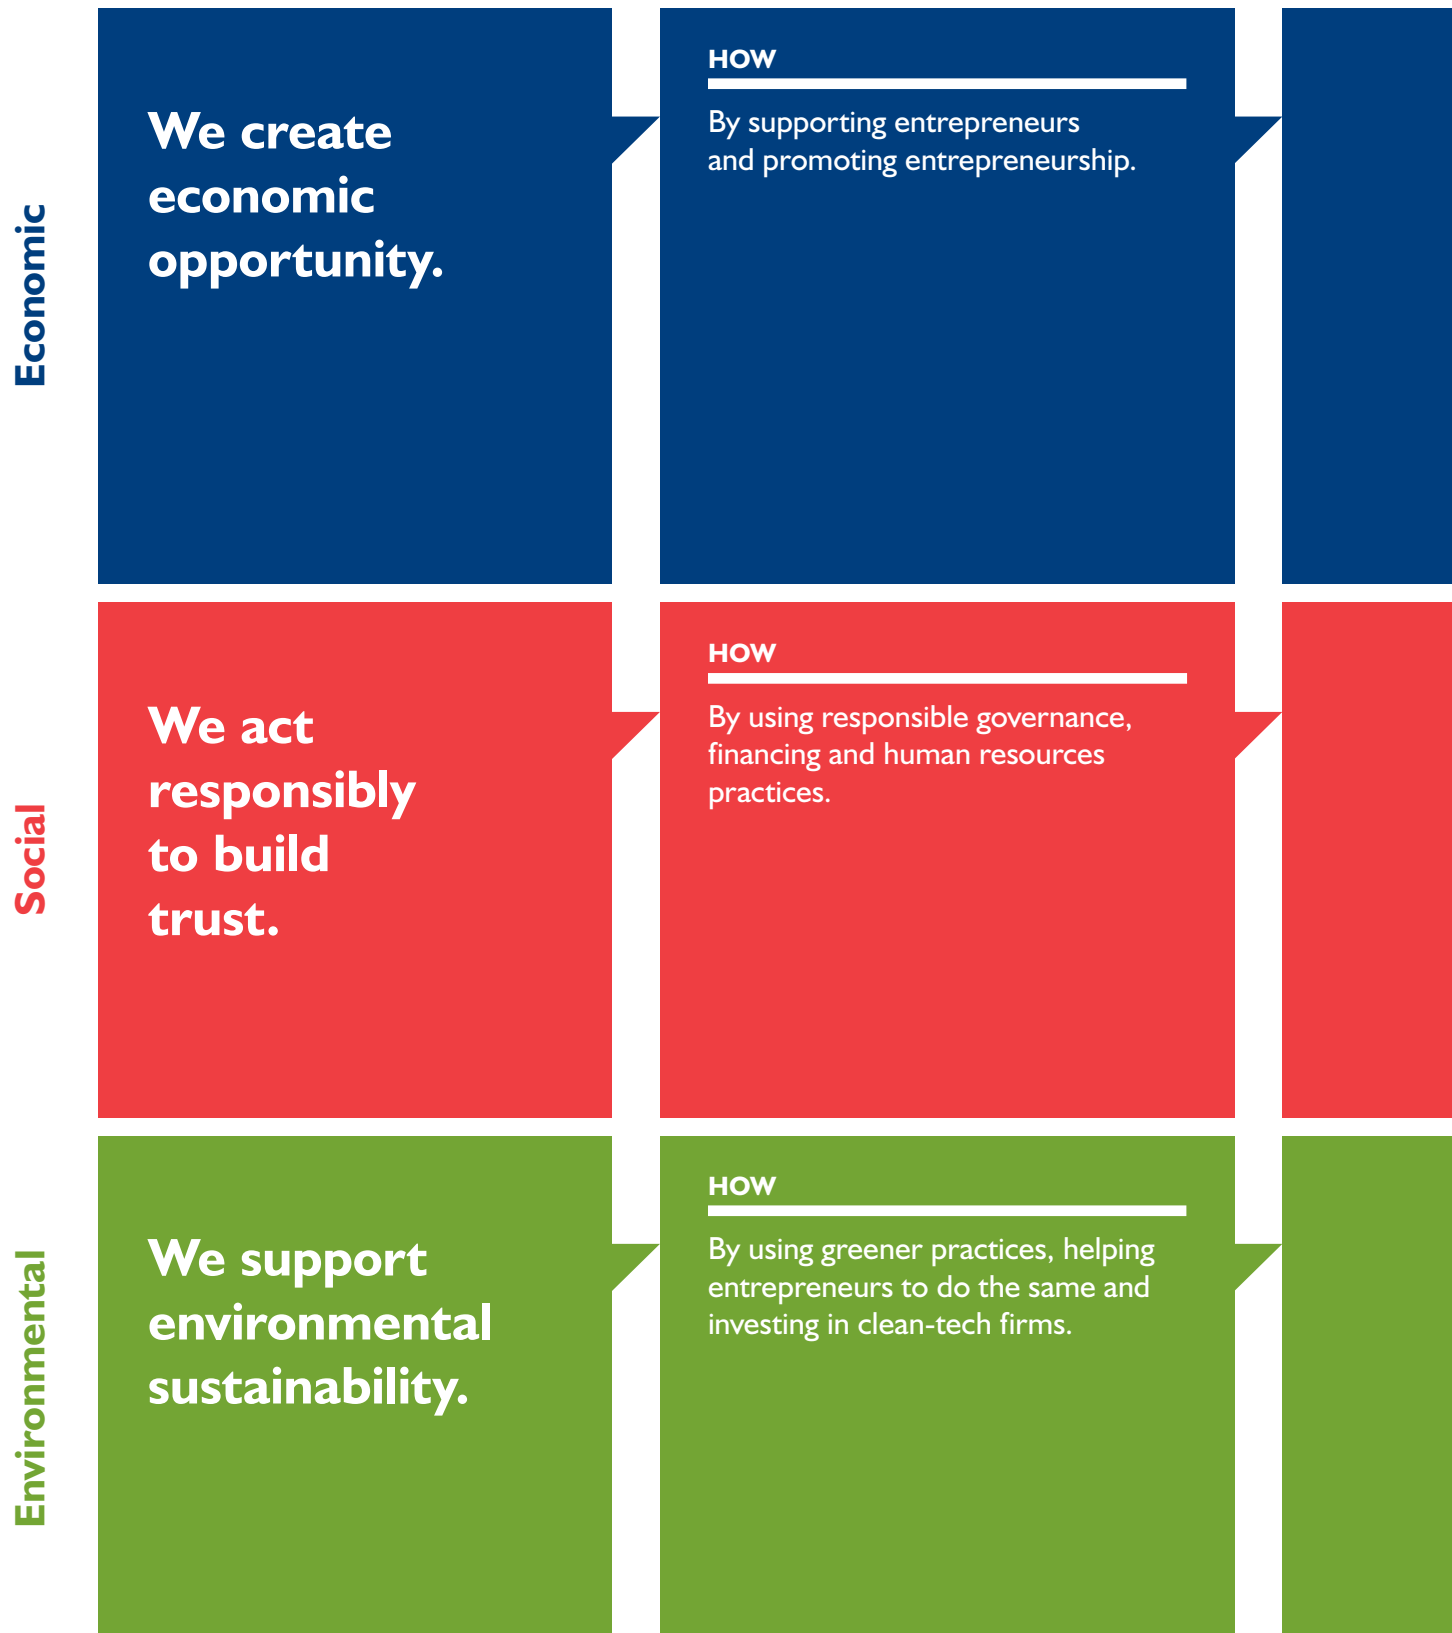 Economic
We create
economic
opportunity.
HOW
By supporting entrepreneurs
and promoting entrepreneurship.
Social
We act
responsibly
to build
trust.
HOW
By using responsible governance,
financing and human resources
practices.
Environmental
We support
environmental
sustainability.
HOW
By using greener practices, helping
entrepreneurs to do the same and
investing in clean-tech firms.